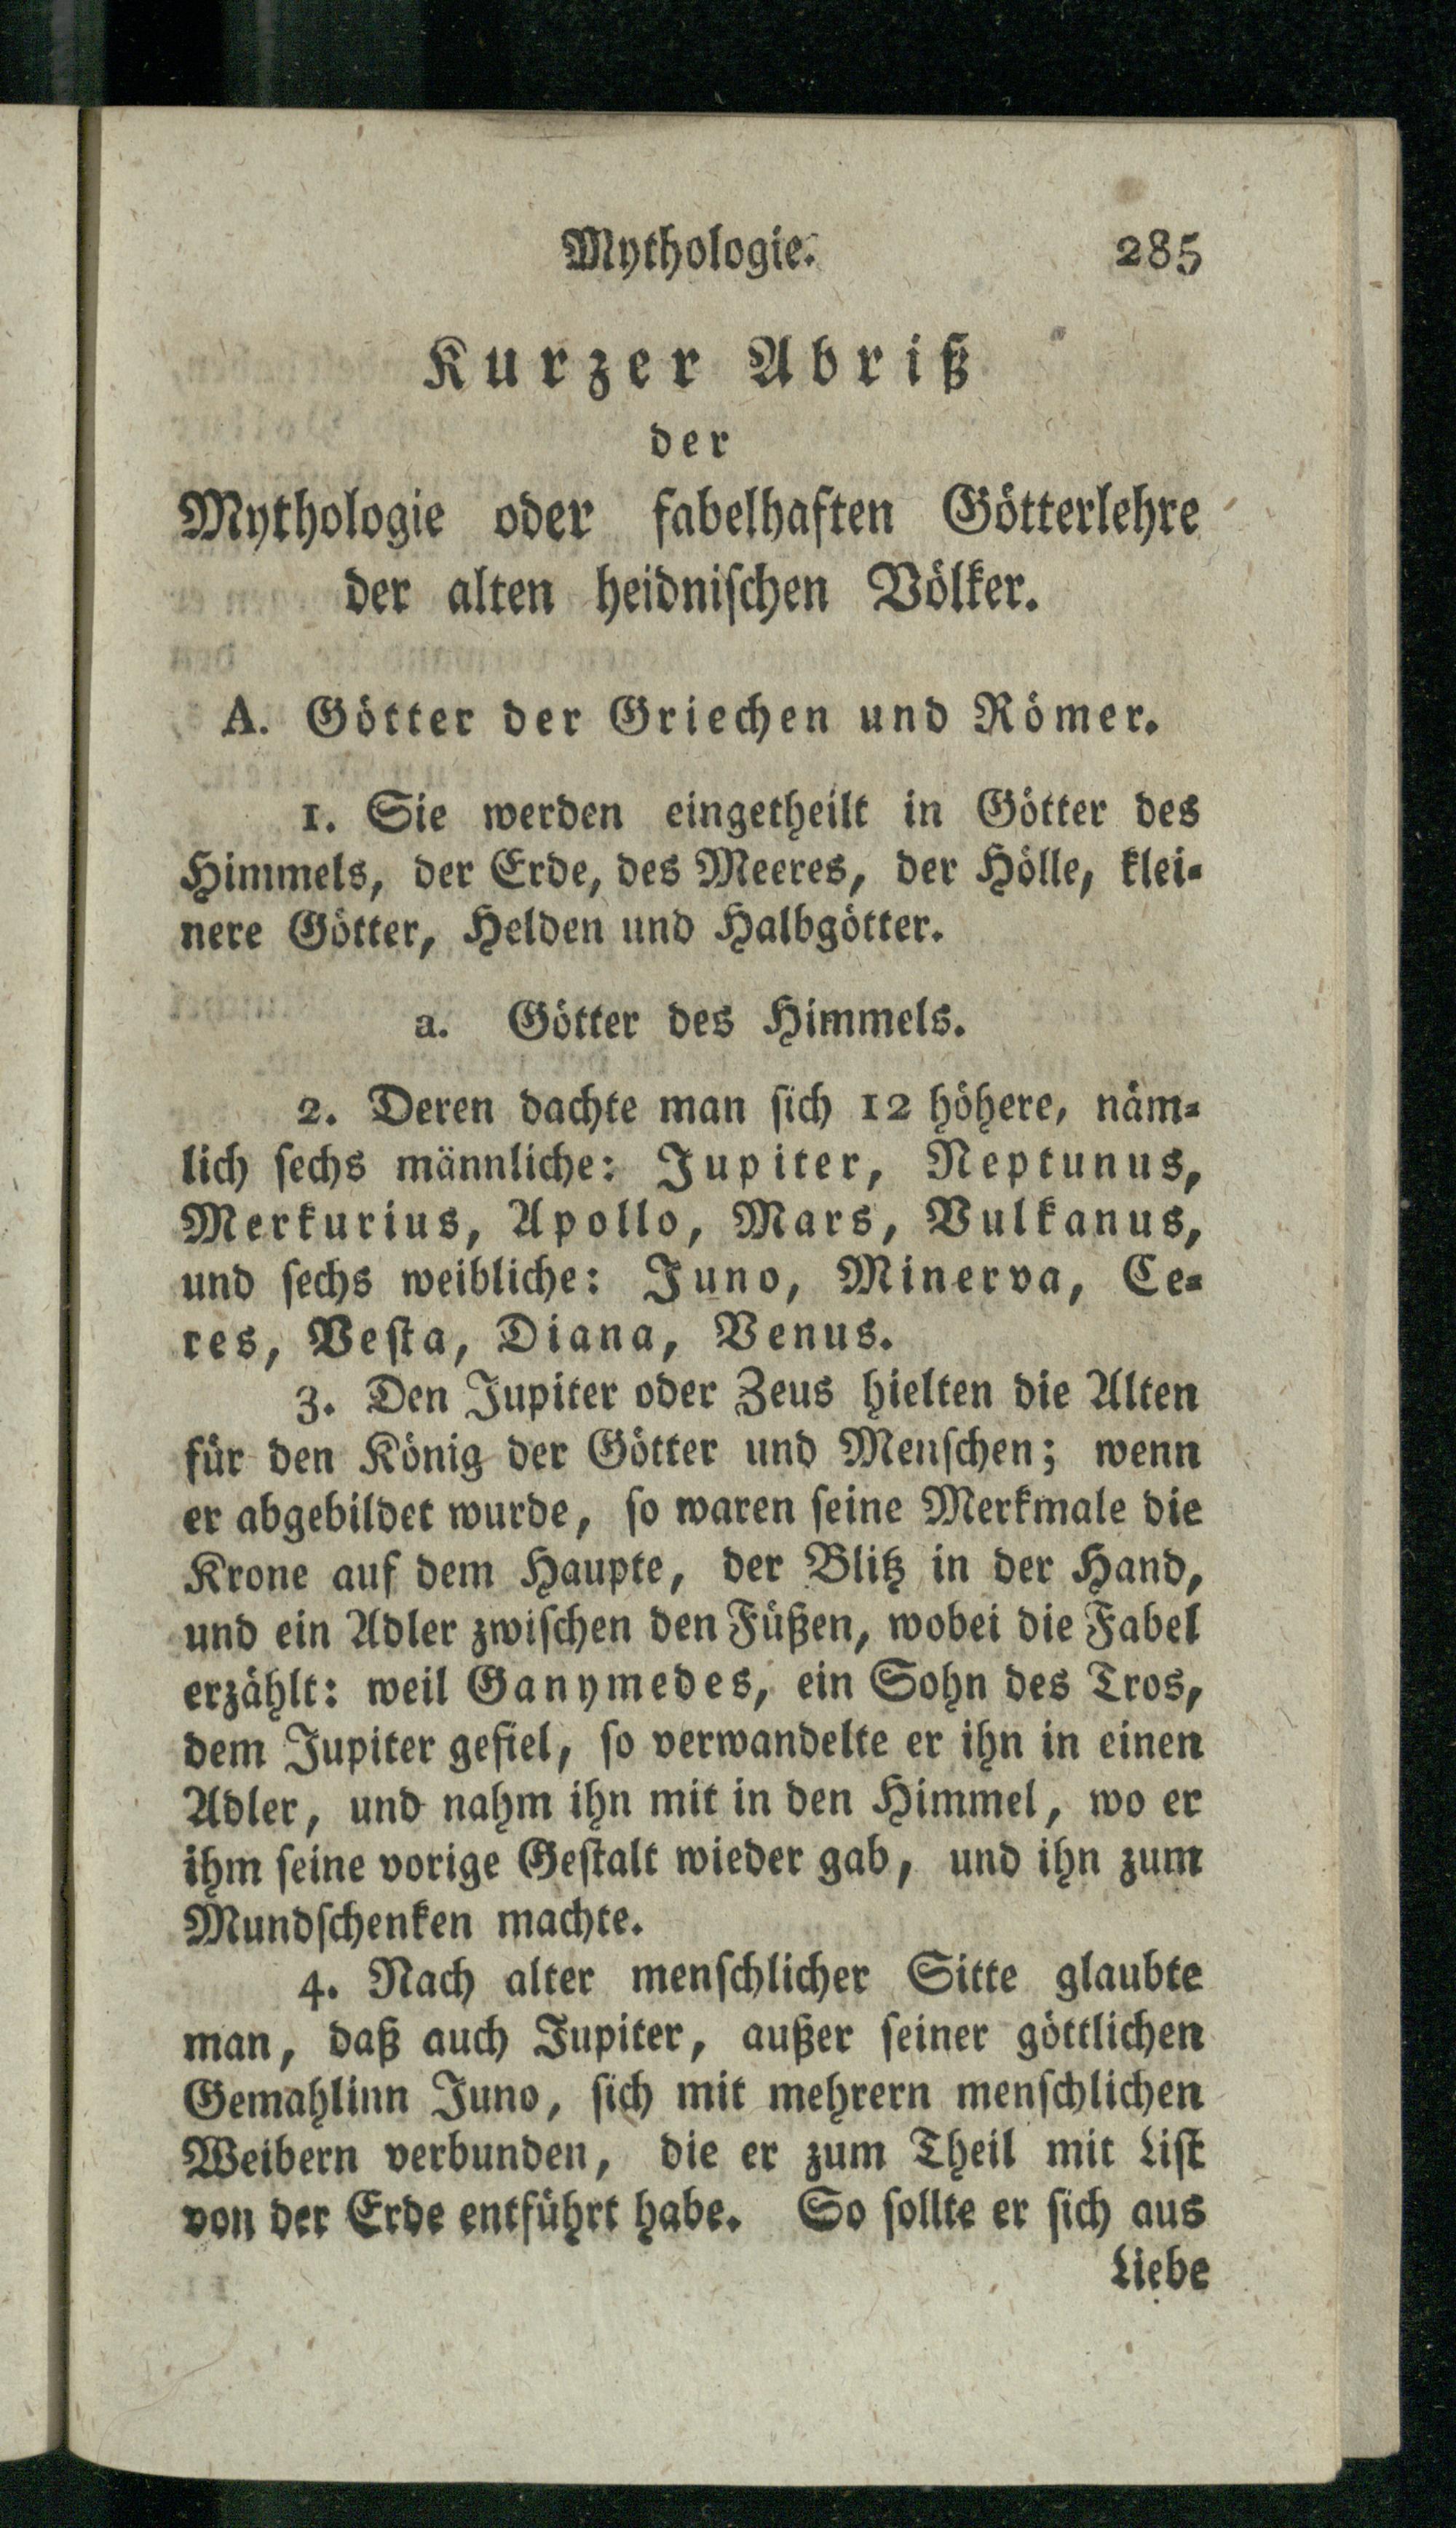 Mythologie. 285
Kurzer Abriß
der
Mythologie oder fabelhaften Götterlehre
der alten heidniſchen Völker.
A. Götter der Griechen und Römer.
1. Sie werden eingetheilt in Götter des
Himmels, der Erde, des Meeres, der Hölle, klei-
nere Götter, Helden und Halbgötter.
a. Götter des Himmels.
2. Deren dachte man ſich 12 höhere, näm-
lich ſechs männliche: Jupiter, Neptunus,
Merkurius, Apollo, Mars, Vulkanus,
und ſechs weibliche: Juno, Minerva, Ce-
res, Veſta, Diana, Venus.
3. Den Jupiter oder Zeus hielten die Alten
für den König der Götter und Menſchen; wenn
er abgebildet wurde, ſo waren ſeine Merkmale die
Krone auf dem Haupte, der Blitz in der Hand,
und ein Adler zwiſchen den Füßen, wobei die Fabel
erzählt: weil Ganymedes, ein Sohn des Tros,
dem Jupiter gefiel, ſo verwandelte er ihn in einen
Adler, und nahm ihn mit in den Himmel, wo er
ihm ſeine vorige Geſtalt wieder gab, und ihn zum
Mundſchenken machte.
4. Nach alter menſchlicher Sitte glaubte
man, daß auch Jupiter, außer ſeiner göttlichen
Gemahlinn Juno, ſich mit mehrern menſchlichen
Weibern verbunden, die er zum Theil mit Liſt
von der Erde entführt habe. So ſollte er ſich aus
Liebe